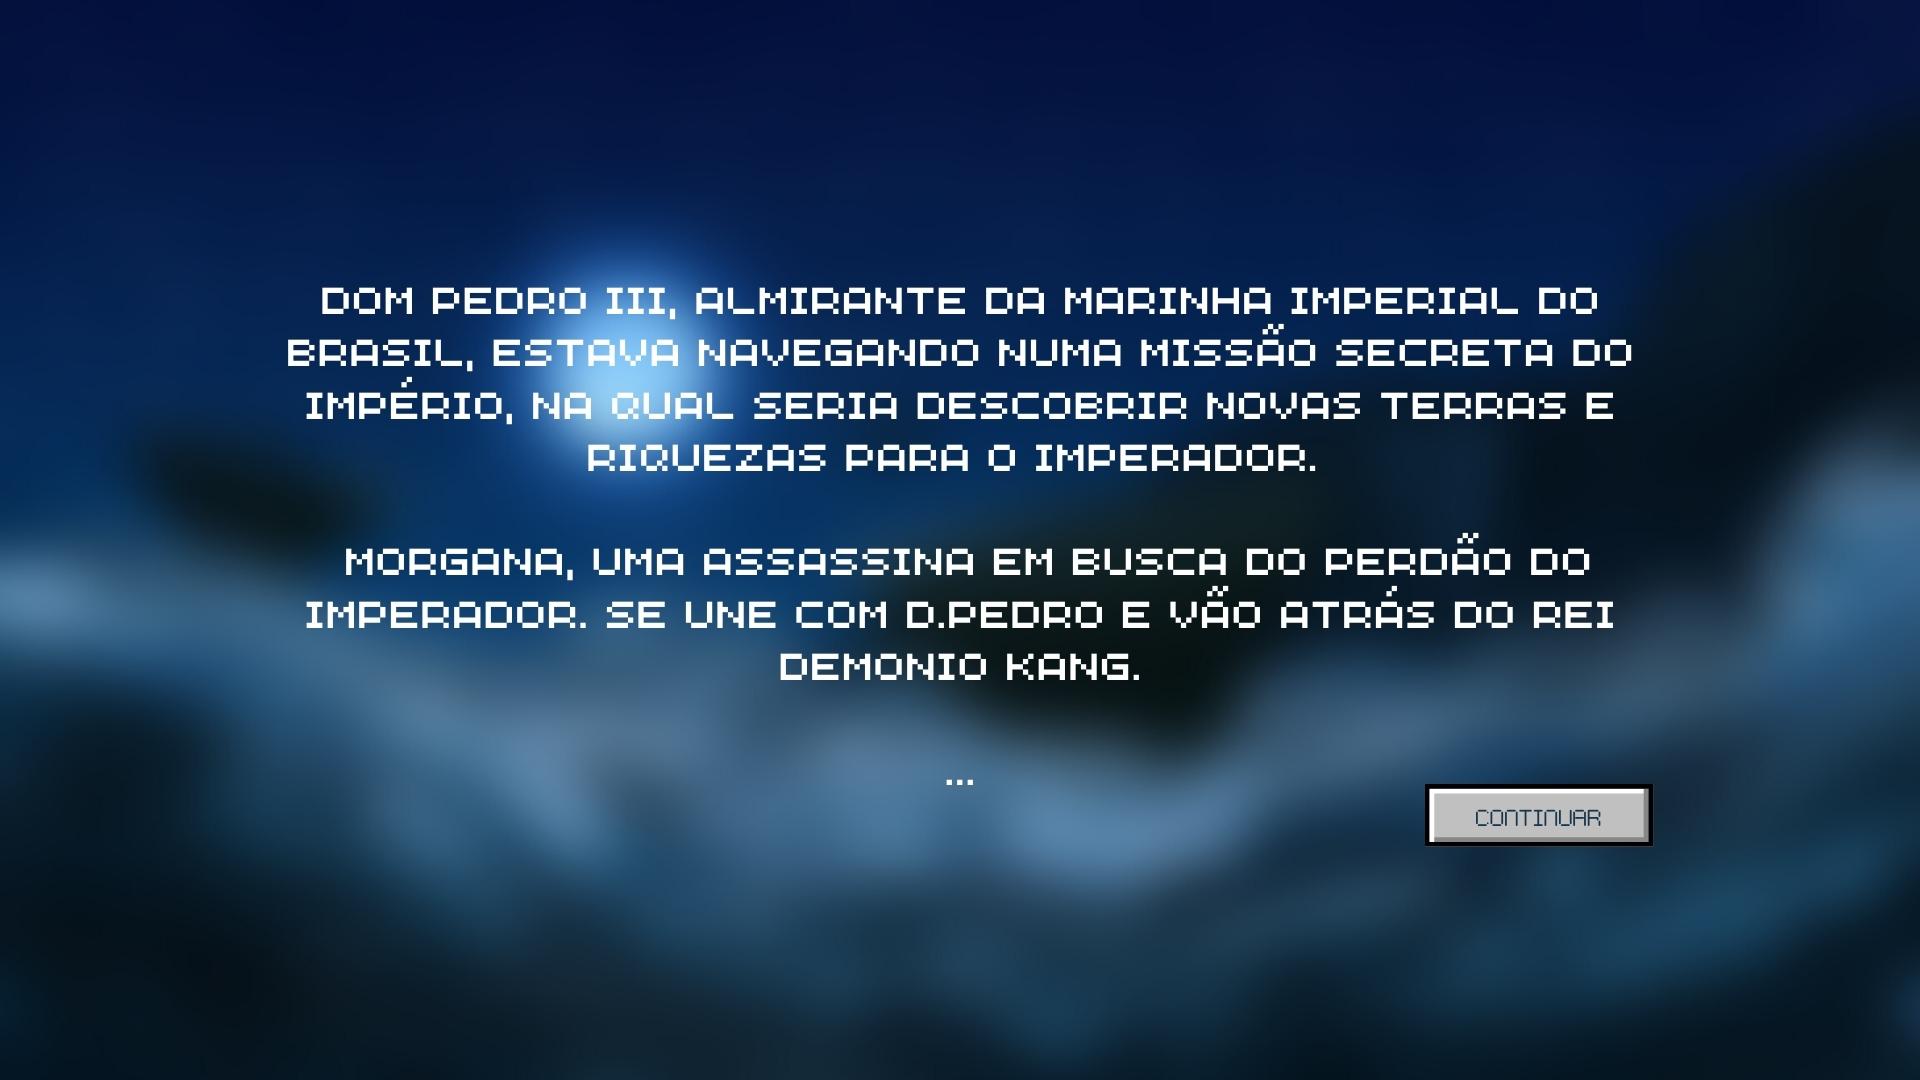 DOM PEDRO III, ALMIRANTE DA MARINHA IMPERIAL DO
BRASIL, ESTAVA NAVEGANDO NUMA MISSÃO SECRETA DO
IMPÉRIO, NA QUAL SERIA DESCOBRIR NOVAS TERRAS E
RIQUEZAS PARA O IMPERADOR.
MORGANA, UMA ASSASSINA EM BUSCA DO PERDÃO DO
IMPERADOR. SE UNE COM D.PEDRO E VÃO ATRÁS DO REI
DEMONIO KANG.
...
CONTINUAR